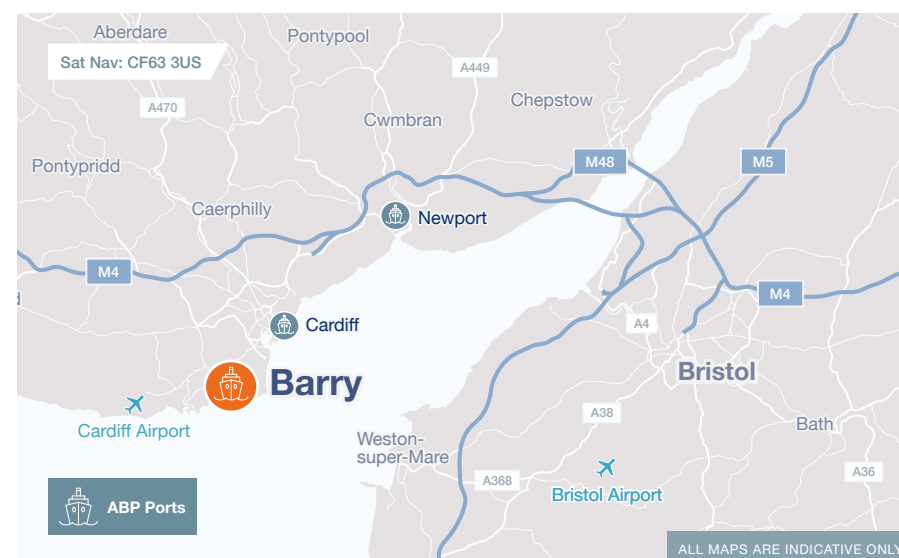 Aberdare
Pontypool
Sat Nav: CF63 3US
A449
A470
Chepstow
Cwmbran
M48
M5
Pontypridd
Caerphilly
Newport
M4
M4
Cardiff
A4
Barry
Bristol
Cardiff Airport
A38
Bath
Weston-
super-Mare
A368
A36
Bristol Airport
ABP Ports
ALL MAPS ARE INDICATIVE ONLY